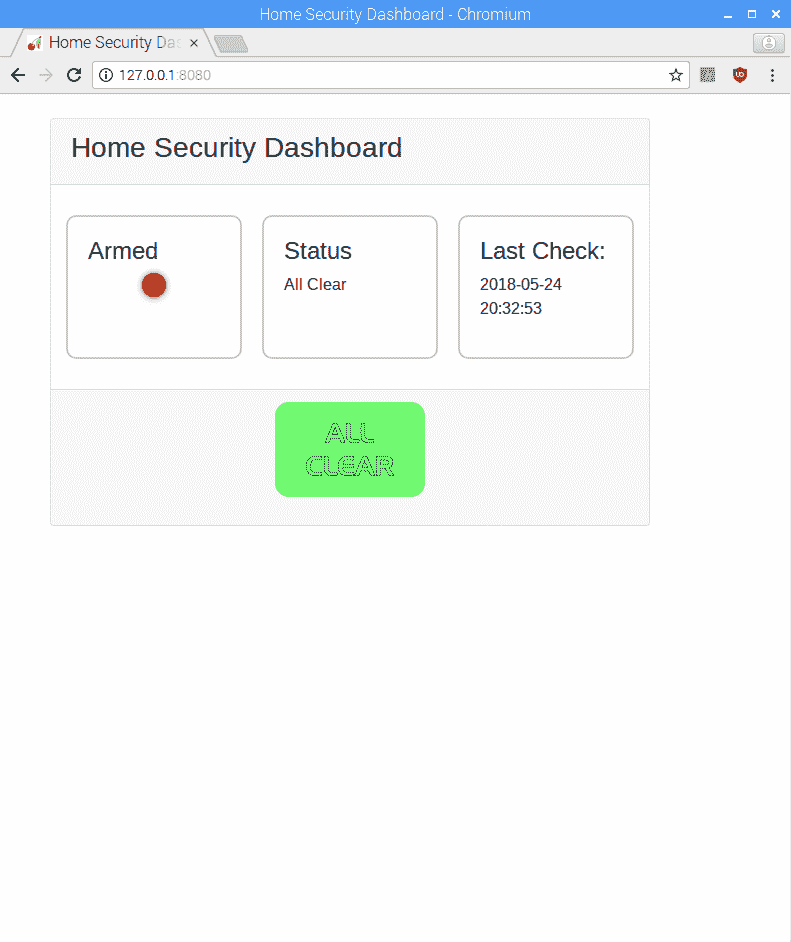 Home Security Dashboard - Chromium
Home Security Da
127.0.0.1:8080
Home Security Dashboard
Armed
Status
All Clear
Last Check:
2018-05-24
20:32:53
ALL
CLEAR